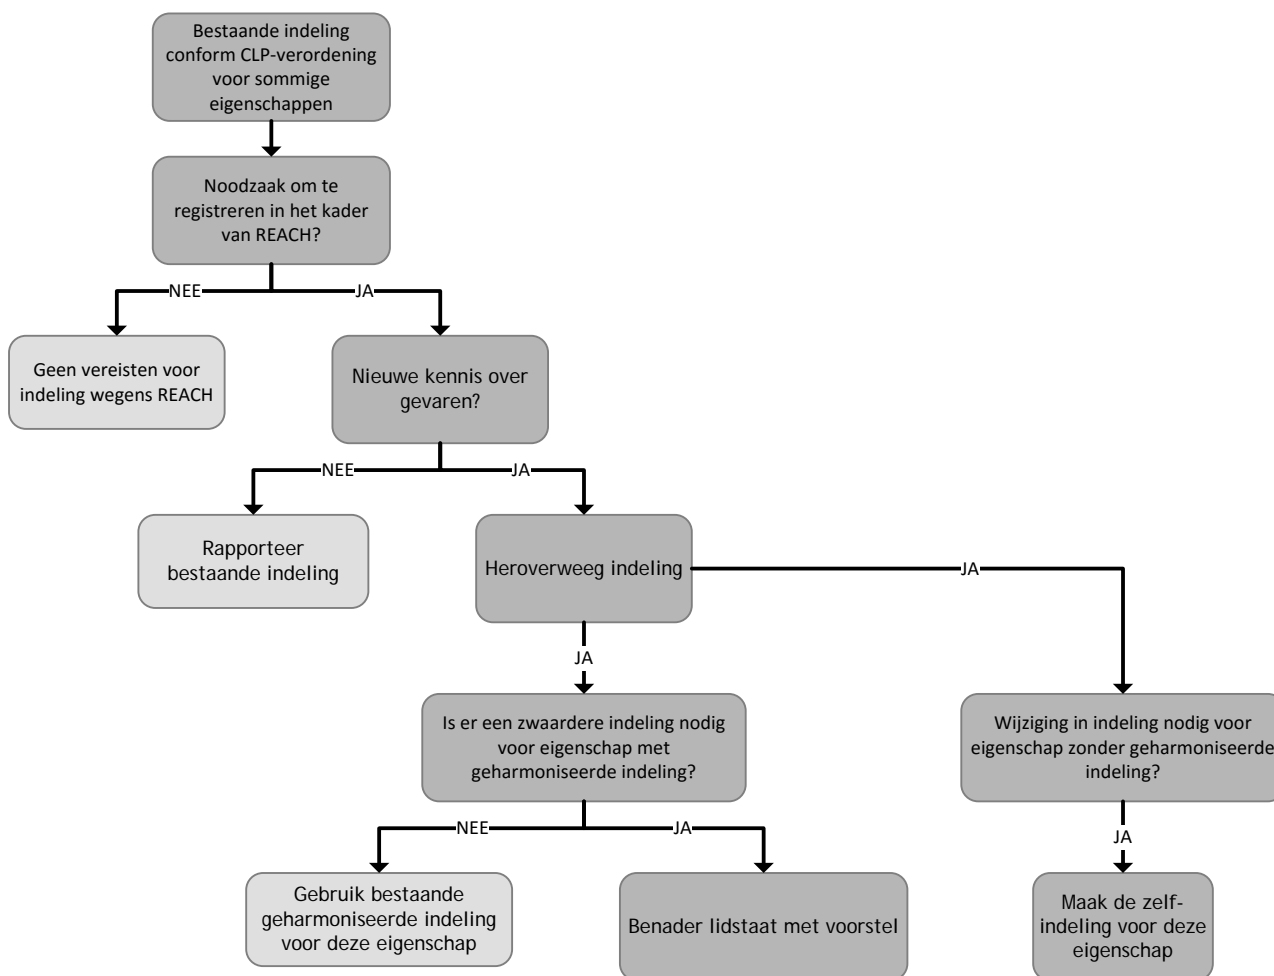 Bestaande indeling
conform CLP-verordening
voor sommige
eigenschappen
Noodzaak om te
registreren in het kader
van REACH?
NEE
JA
Geen vereisten voor
indeling wegens REACH
Nieuwe kennis over
gevaren?
NEE
JA
Rapporteer
bestaande indeling
Heroverweeg indeling
JA
JA
Is er een zwaardere indeling nodig
voor eigenschap met
geharmoniseerde indeling?
Wijziging in indeling nodig voor
eigenschap zonder geharmoniseerde
indeling?
NEE
JA
JA
Gebruik bestaande
geharmoniseerde indeling
voor deze eigenschap
Benader lidstaat met voorstel
Maak de zelf-
indeling voor deze
eigenschap